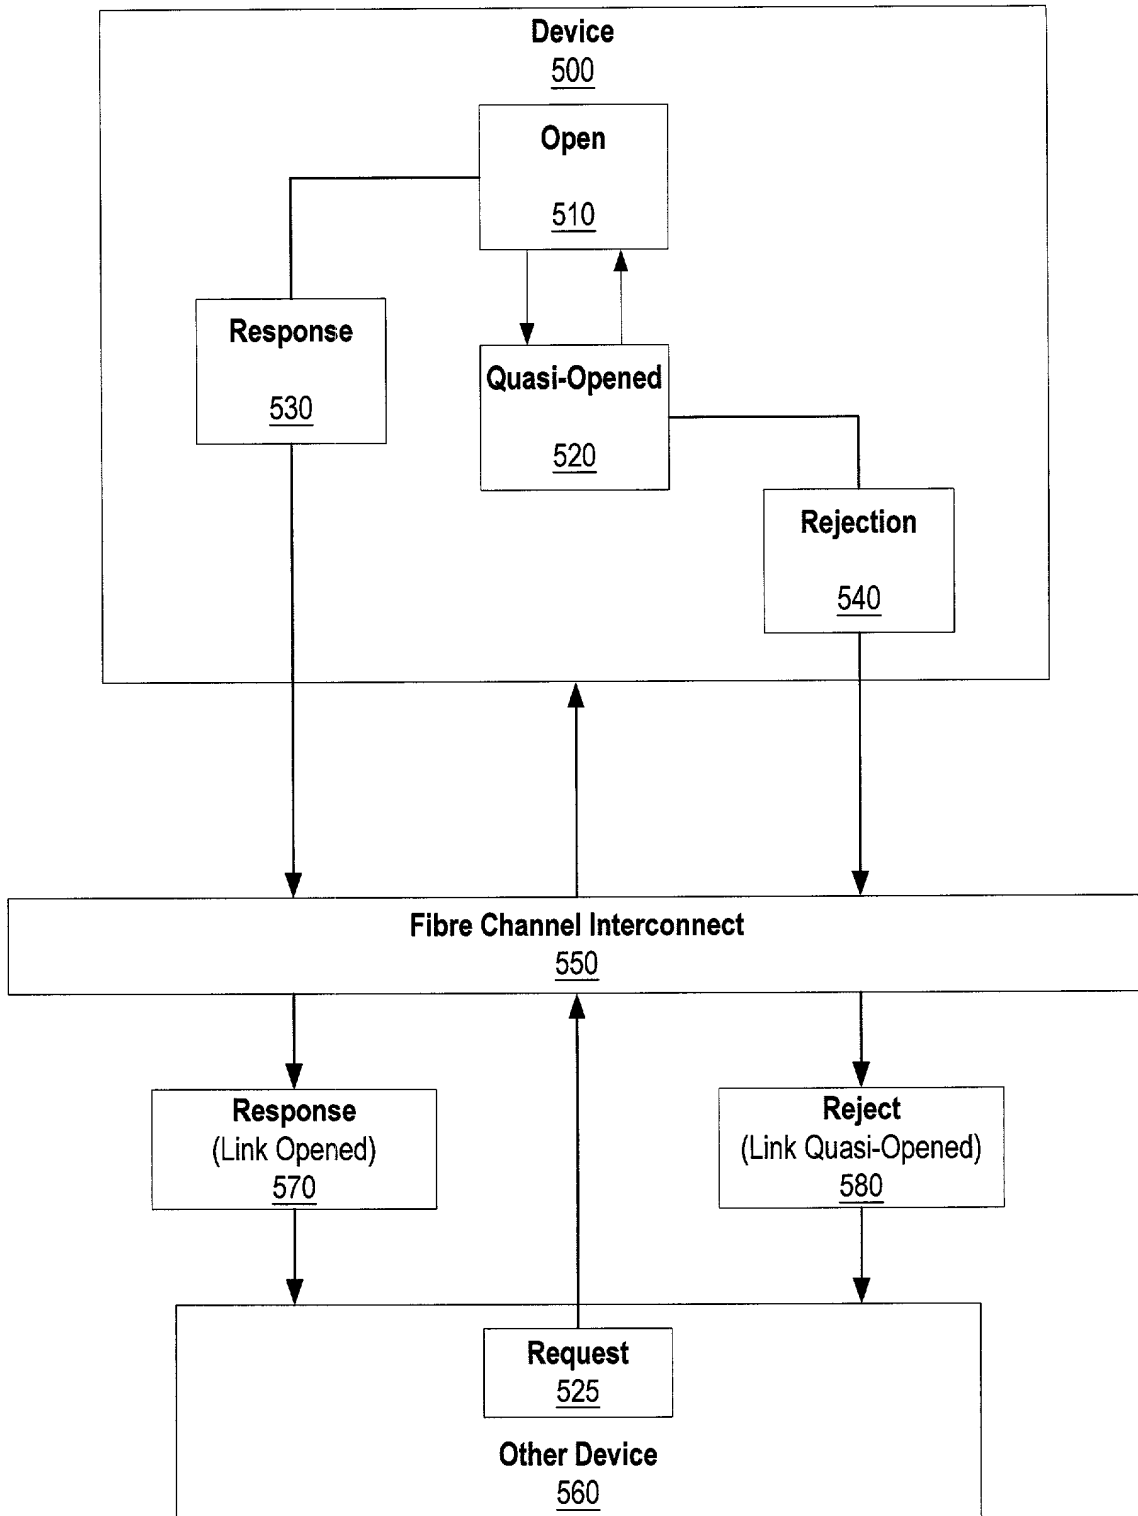 Device
500
Open
510
Response
530
Quasi-Opened
520
Rejection
540
Fibre Channel Interconnect
550
Response
(Link Opened)
570
Reject
(Link Quasi-Opened)
580
Request
525
Other Device
560